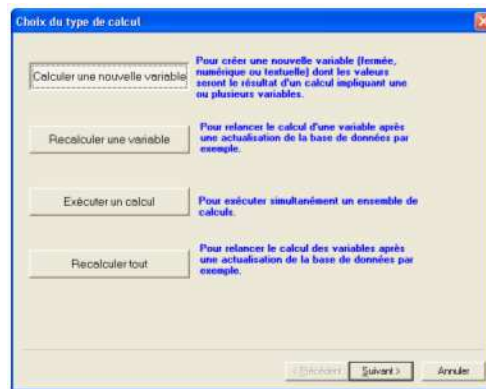 Choix du type de calcul
Calculer une nouvelle variable
Pour créer une nouvelle variable (fermée,
numérique ou textuelle) dont les valeurs
seront le résultat d'un calcul impliquant une
ou plusieurs variables.
Recalculer une variable
Pour relancer le calcul d'une variable après
une actualisation de la base de données par
exemple.
Exécuter un calcul
Pour exécuter simultanément un ensemble de
calculs.
Recalculer tout
Pour relancer le calcul des variables après
une actualisation de la base de données par
exemple.
< Précédent
Suivant >
Annuler